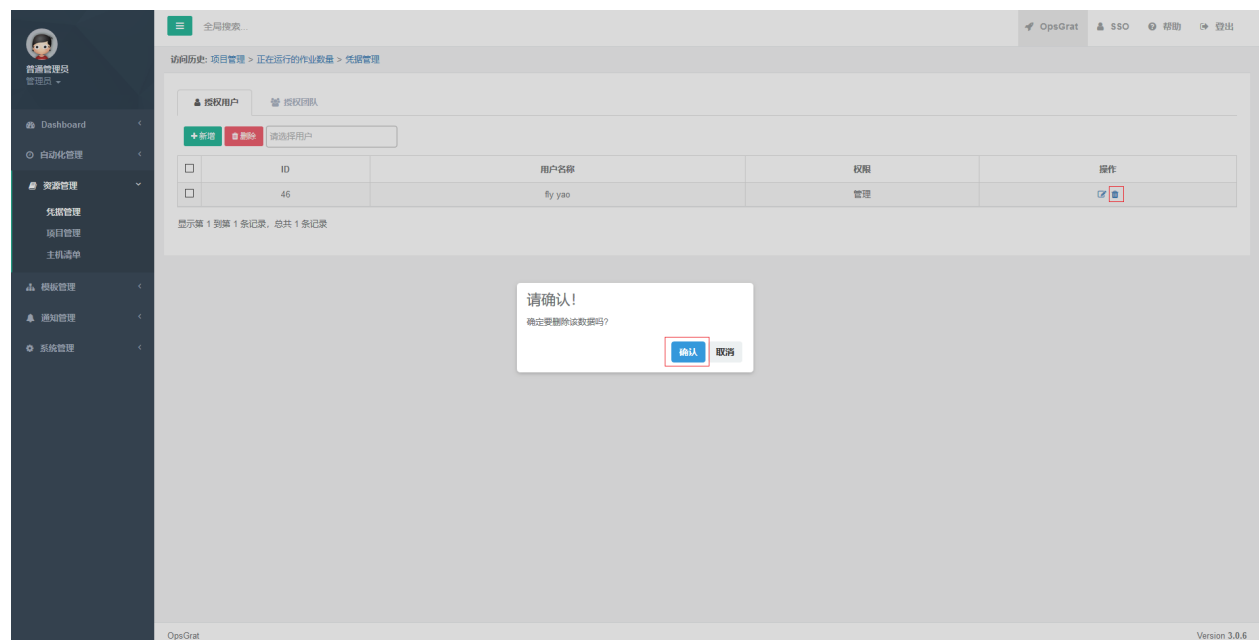 全局搜索...
OpsGrat
SSO
帮助
登出
普通管理员
管理员
访问历史: 项目管理 > 正在运行的作业数量 > 凭据管理
授权用户
授权团队
Dashboard
自动化管理
资源管理
凭据管理
项目管理
主机清单
模板管理
通知管理
系统管理
+新增
删除
请选择用户
ID
用户名称
权限
操作
46
fly yao
管理
显示第 1 到第 1 条记录，总共 1 条记录
请确认!
确定要删除该数据吗?
确认
取消
OpsGrat
Version 3.0.6